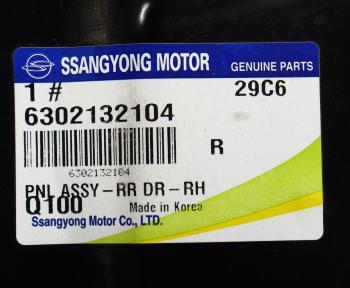 SSANGYONG MOTOR GENUINE PARTS
1 # 29C6
6302132104
R
6302132104
PNL ASSY-RR DR-RH
Q100 Made in Korea
Ssangyong Motor Co., LTD.